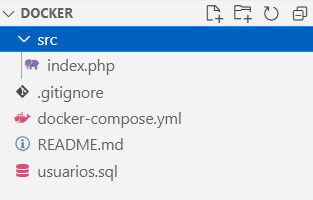 DOCKER
src
index.php
.gitignore
docker-compose.yml
README.md
usuarios.sql